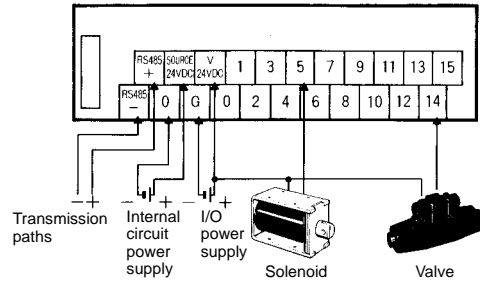 RS485 + SOURCE 24VDC V 24VDC 1 3 5 7 9 11 13 15
RS485 − 0 G 0 2 4 6 8 10 12 14
− + − + − +
Transmission paths
Internal circuit power supply
I/O power supply
Solenoid
Valve